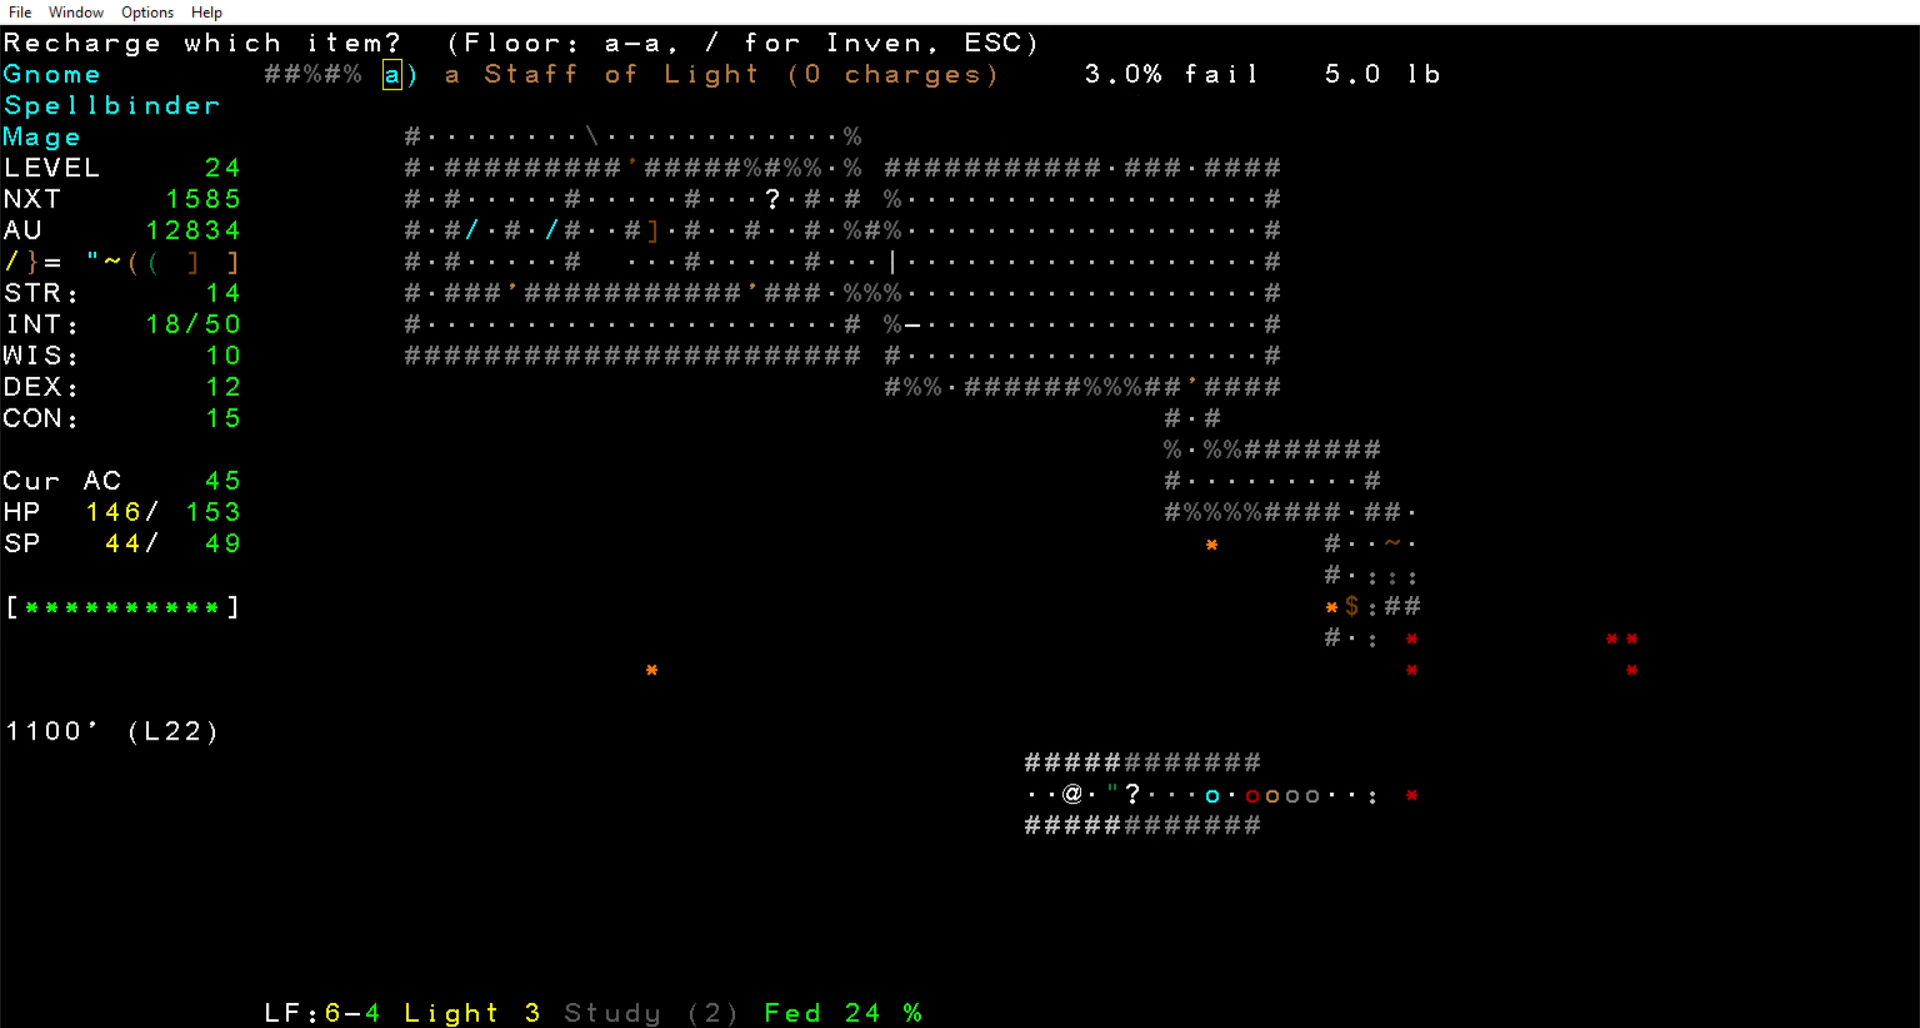 File Window Options Help
Recharge which item? (Floor: a-a, / for Inven, ESC)
Gnome ##%#% a) a Staff of Light (0 charges) 3.0% fail 5.0 lb
Spellbinder
Mage #········\············%
LEVEL 24 #·#########'#####%#%%·% ###########·###·####
NXT 1585 #·#·····#·····#···?·#·# %·················· #
AU 12834 #·#/·#·/#··#]·#··#··#·%#%··················#
/}= "~(( ] ] #·#·····# ···#·····#···|··················#
STR: 14 #·###'###########'###·%%%··················#
INT: 18/50 #·····················# %-·················#
WIS: 10 ####################### #··················#
DEX: 12 #%%·######%%%##'####
CON: 15 #·#
%·%%#######
Cur AC 45 #·········#
HP 146/ 153 #%%%%####·##·
SP 44/ 49 * #··~·
#·:::
[**********] *$:##
#·: * **
* * *
1100' (L22)
############
··@·"?···o·oooo··: *
############
LF:6-4 Light 3 Study (2) Fed 24 %